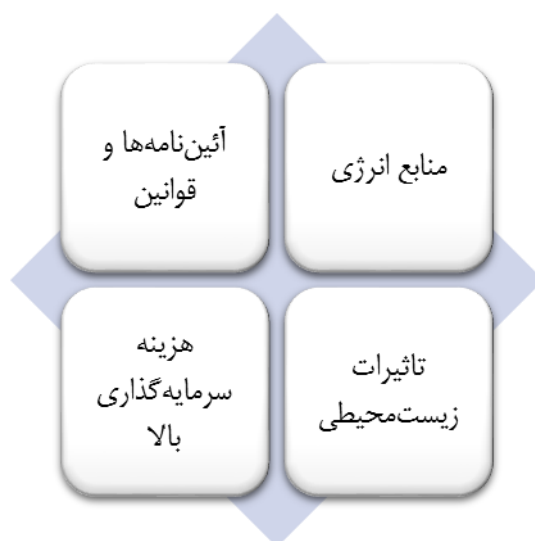 منابع انرژی
آئین‌نامه‌ها و
قوانین
تاثیرات
زیست‌محیطی
هزینه
سرمایه‌گذاری
بالا